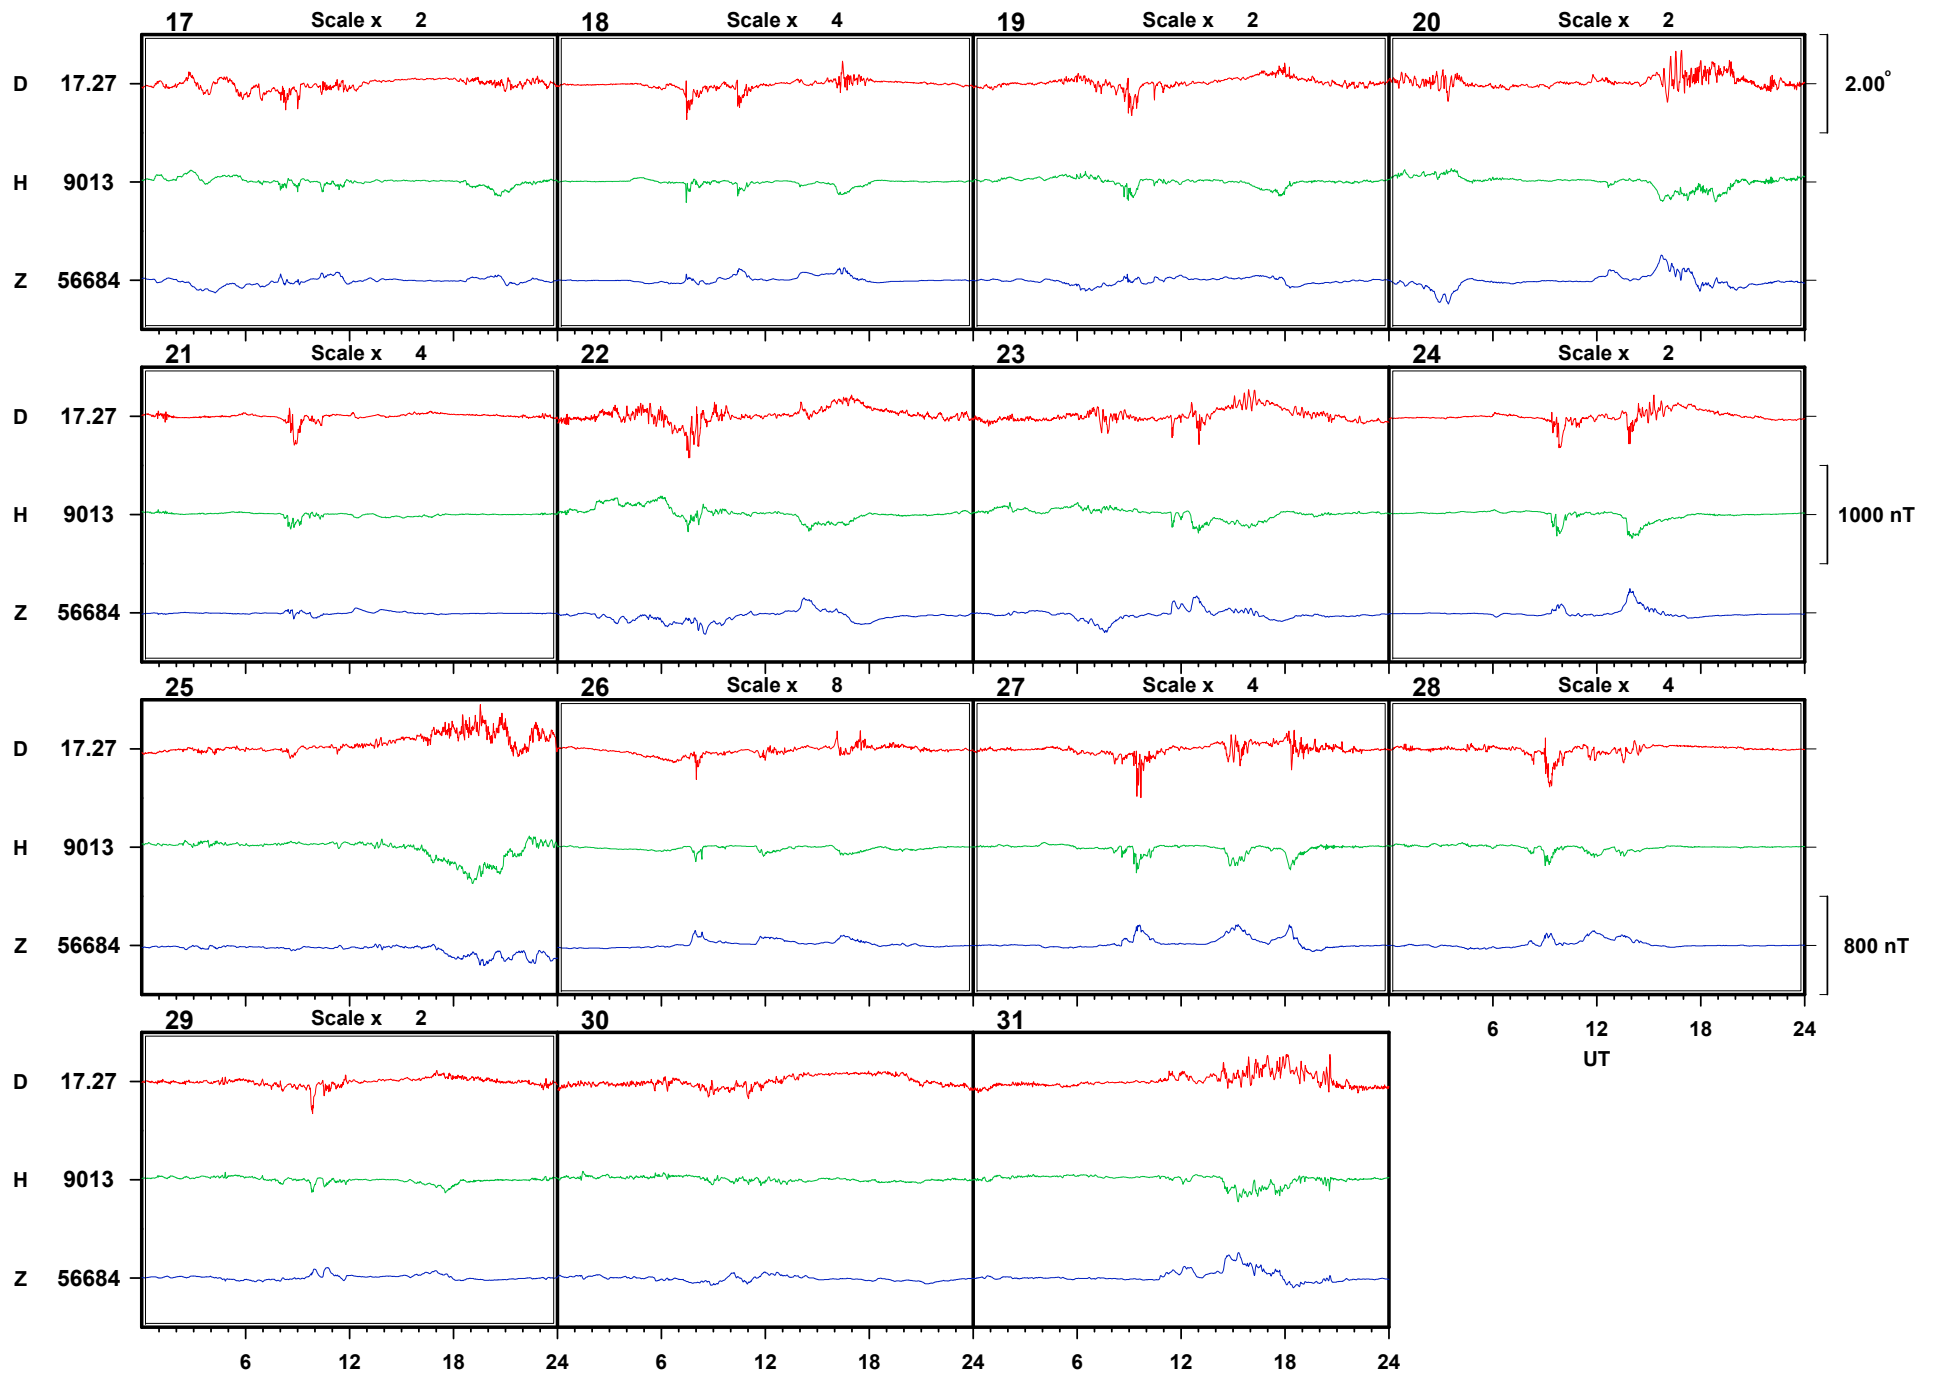 17 Scale x 2 18 Scale x 4 19 Scale x 2 20 Scale x 2
D 17.27 2.00°
H 9013
Z 56684
21 Scale x 4 22 23 24 Scale x 2
D 17.27
H 9013 1000 nT
Z 56684
25 26 Scale x 8 27 Scale x 4 28 Scale x 4
D 17.27
H 9013
Z 56684 800 nT
29 Scale x 2 30 31 6 12 18 24
UT
D 17.27
H 9013
Z 56684
6 12 18 24 6 12 18 24 6 12 18 24